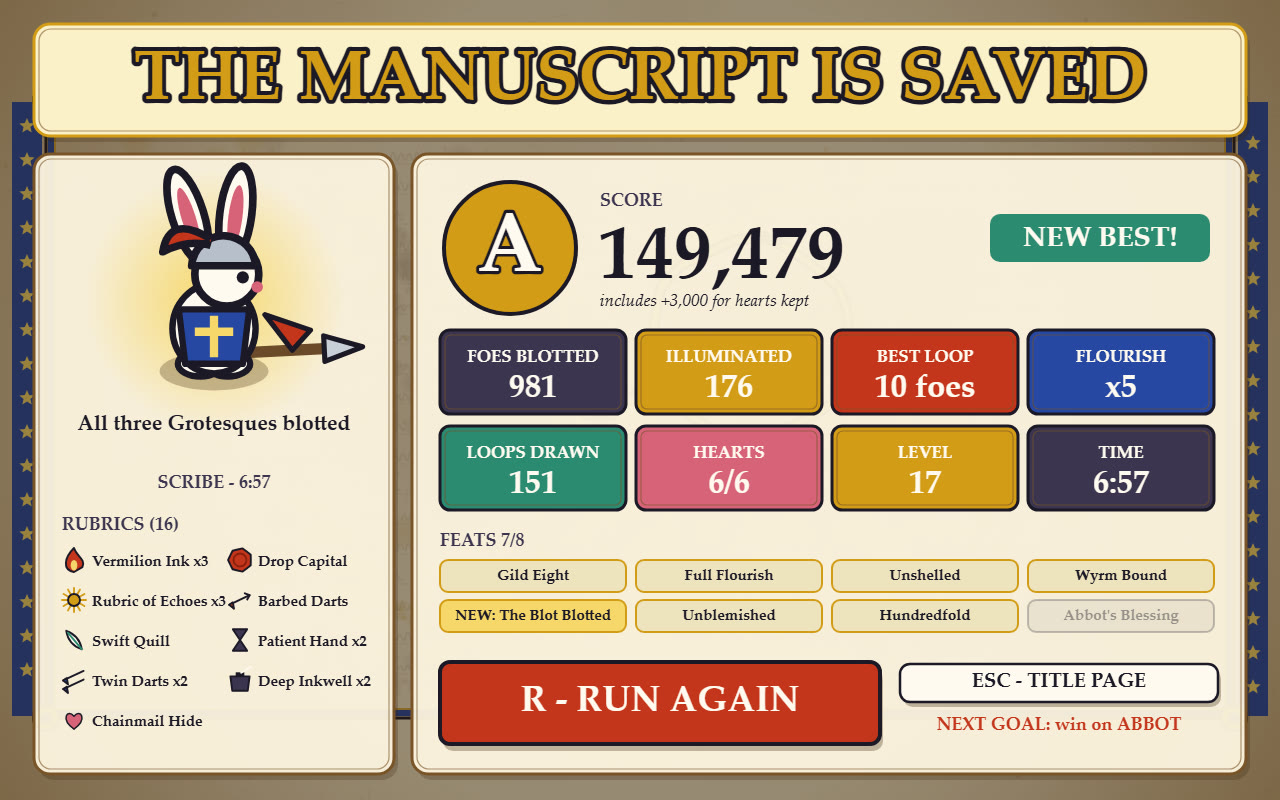 THE MANUSCRIPT IS SAVED
All three Grotesques blotted
SCRIBE - 6:57
RUBRICS (16)
Vermilion Ink x3
Drop Capital
Rubric of Echoes x3
Barbed Darts
Swift Quill
Patient Hand x2
Twin Darts x2
Deep Inkwell x2
Chainmail Hide
A
SCORE
149,479
includes +3,000 for hearts kept
NEW BEST!
FOES BLOTTED
981
ILLUMINATED
176
BEST LOOP
10 foes
FLOURISH
x5
LOOPS DRAWN
151
HEARTS
6/6
LEVEL
17
TIME
6:57
FEATS 7/8
Gild Eight
Full Flourish
Unshelled
Wyrm Bound
NEW: The Blot Blotted
Unblemished
Hundredfold
Abbot's Blessing
R - RUN AGAIN
ESC - TITLE PAGE
NEXT GOAL: win on ABBOT